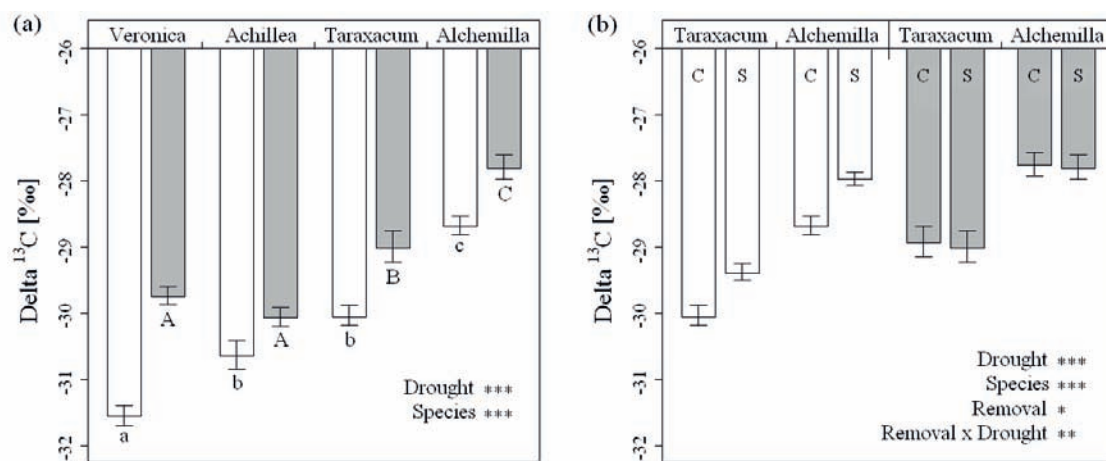 (a)
Veronica Achillea Taraxacum Alchemilla
Delta ¹³C [‰]
-26
-27
-28
-29
-30
-31
-32
a A b A b B c C
Drought ***
Species ***
(b)
Taraxacum Alchemilla Taraxacum Alchemilla
C S C S C S C S
Delta ¹³C [‰]
-26
-27
-28
-29
-30
-31
-32
Drought ***
Species ***
Removal *
Removal x Drought **